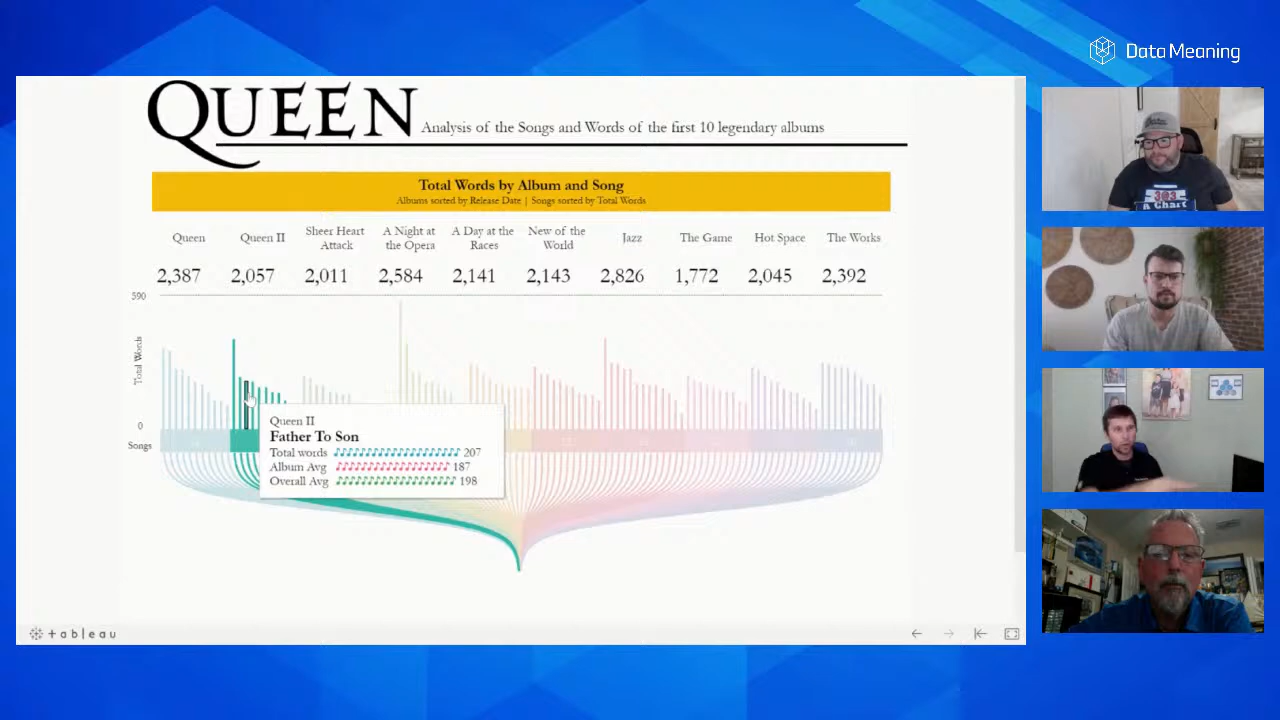 Data Meaning
QUEEN
Analysis of the Songs and Words of the first 10 legendary albums
Total Words by Album and Song
Albums sorted by Release Date | Songs sorted by Total Words
Queen
Queen II
Sheer Heart
Attack
A Night at
the Opera
A Day at the
Races
New of the
World
Jazz
The Game
Hot Space
The Works
2,387
2,057
2,011
2,584
2,141
2,143
2,826
1,772
2,045
2,392
590
Total Words
0
Songs
Queen II
Father To Son
Total words 207
Album Avg 187
Overall Avg 198
+ableau
303
A Chart